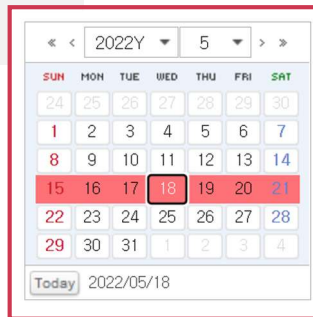 « < 2022Y 5 > »
SUN MON TUE WED THU FRI SAT
24 25 26 27 28 29 30
1 2 3 4 5 6 7
8 9 10 11 12 13 14
15 16 17 18 19 20 21
22 23 24 25 26 27 28
29 30 31 1 2 3 4
Today 2022/05/18